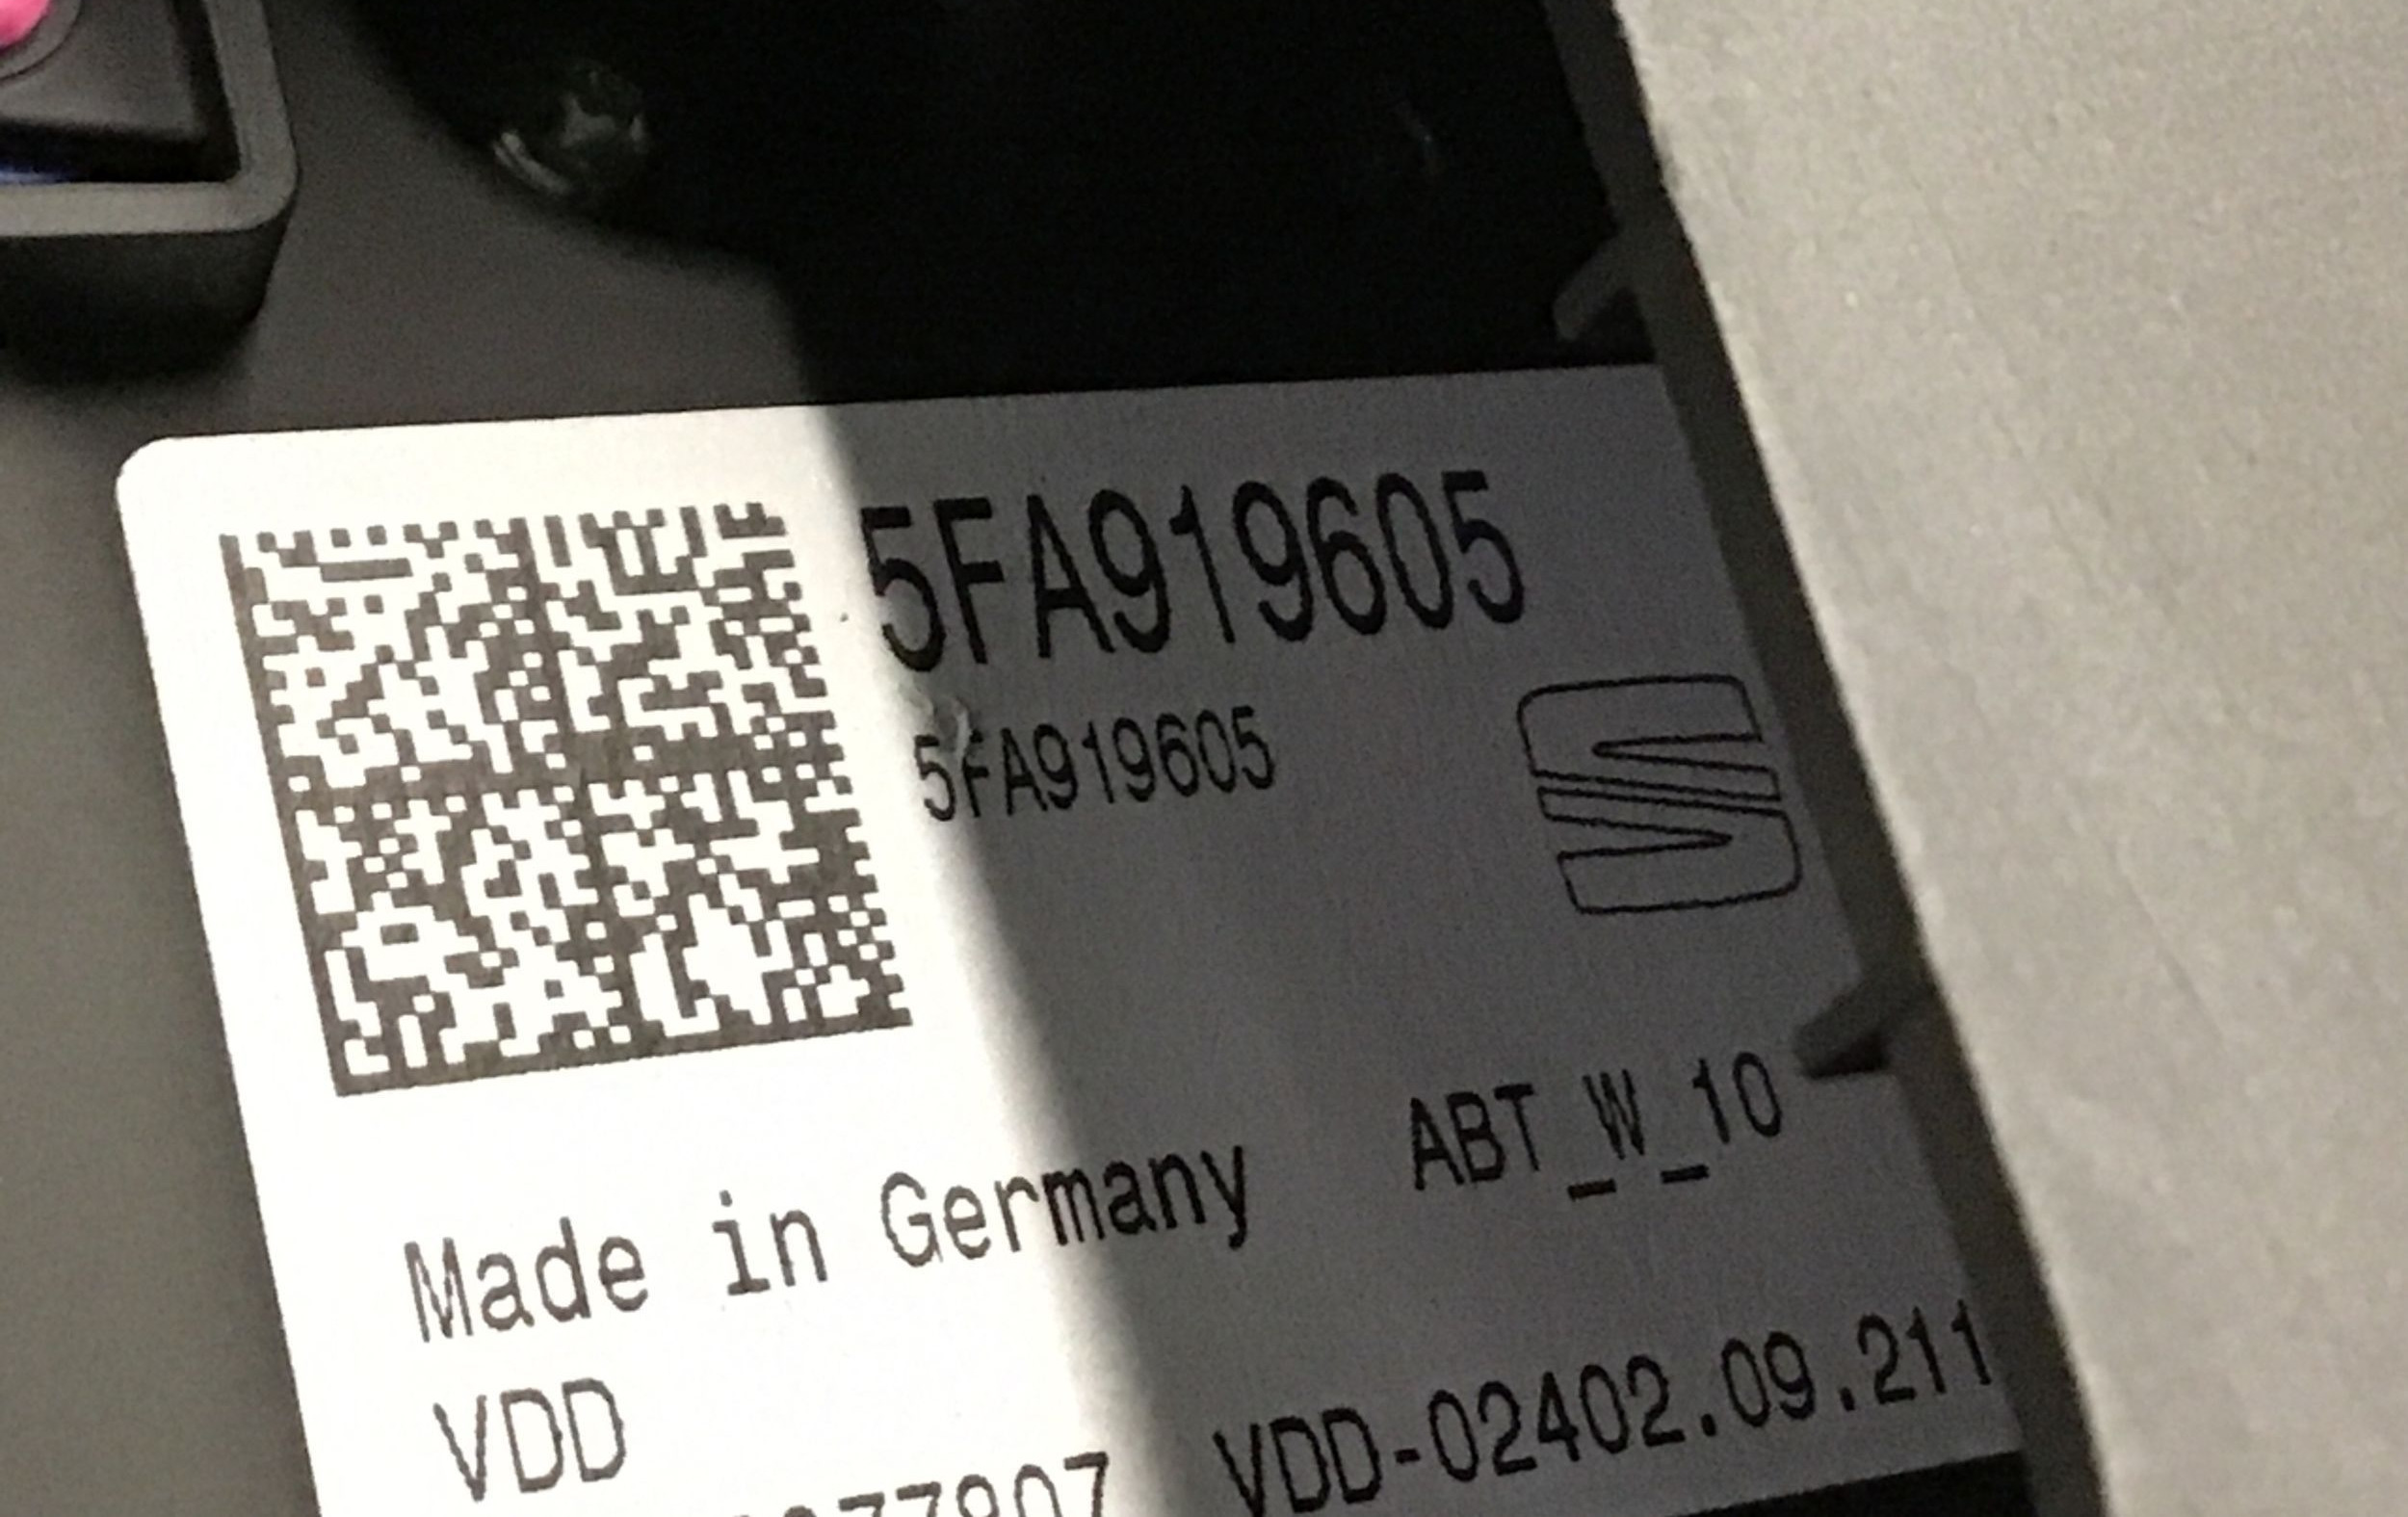 5FA919605
5FA919605
ABT_W_10
Made in Germany
VDD
VDD-02402.09.211